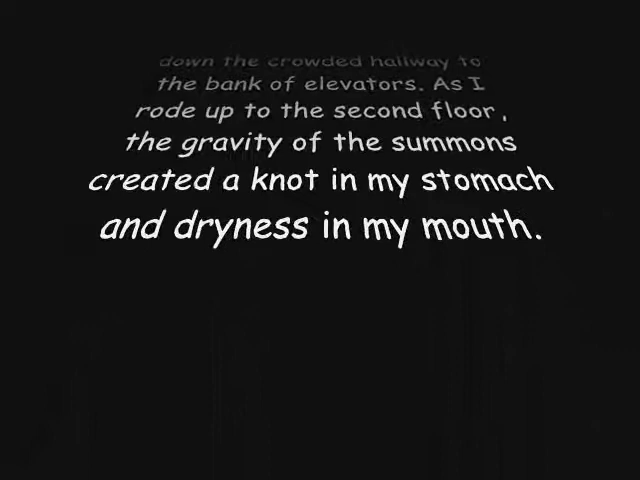 down the crowded hallway to
the bank of elevators. As I
rode up to the second floor,
the gravity of the summons
created a knot in my stomach
and dryness in my mouth.